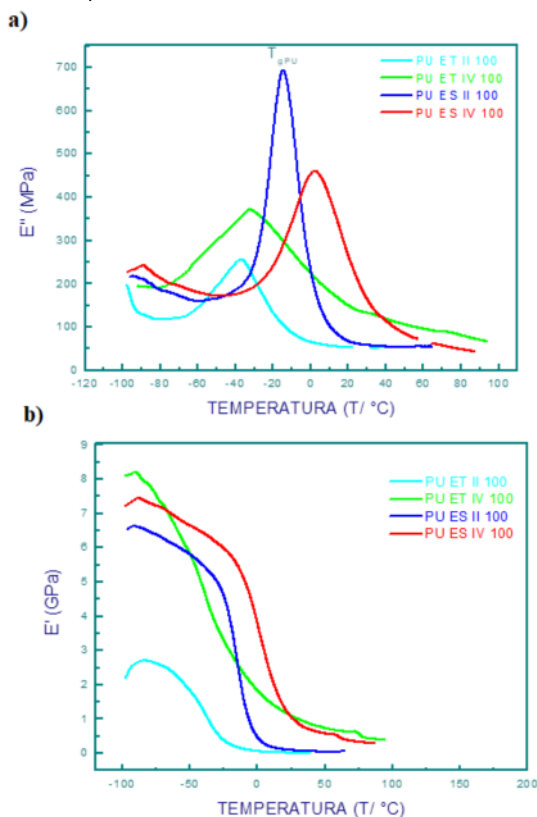 a)
T
gPU
700
600
500
400
300
200
100
0
E" (MPa)
PU ET II 100
PU ET IV 100
PU ES II 100
PU ES IV 100
-120 -100 -80 -60 -40 -20 0 20 40 60 80 100
TEMPERATURA (T/ °C)
b)
9
8
7
6
5
4
3
2
1
0
E' (GPa)
PU ET II 100
PU ET IV 100
PU ES II 100
PU ES IV 100
-100 -50 0 50 100 150 200
TEMPERATURA (T/ °C)